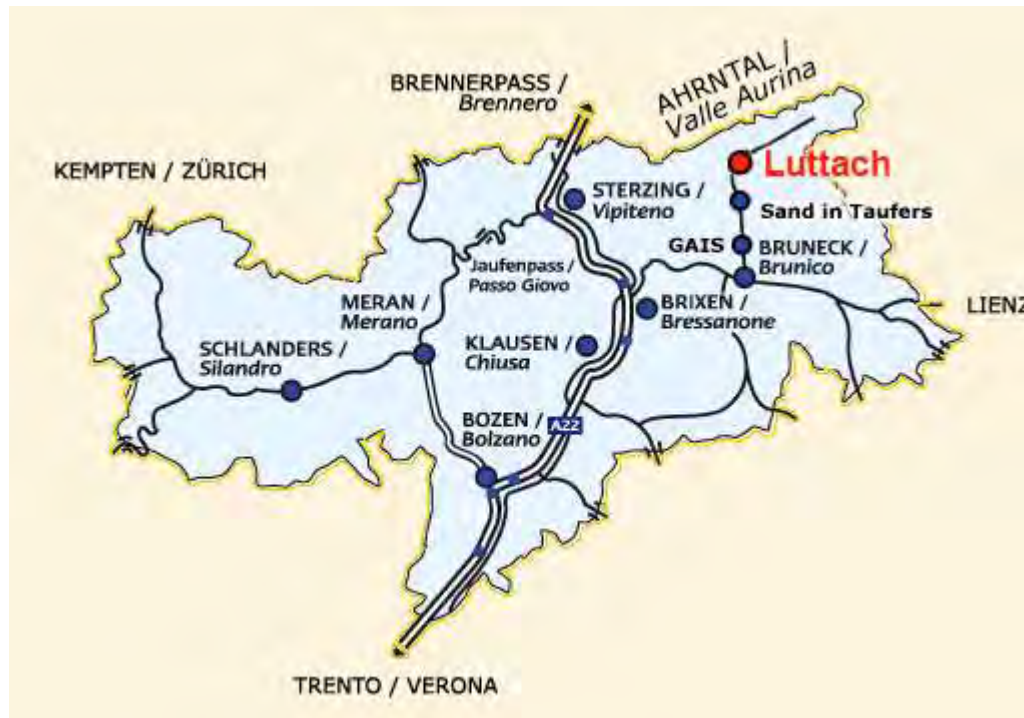 BRENNERPASS /
Brennero
AHRNTAL /
Valle Aurina
KEMPTEN / ZÜRICH
Luttach
STERZING /
Vipiteno
Sand in Taufers
GAIS
BRUNECK /
Brunico
Jaufenpass /
Passo Giovo
MERAN /
Merano
BRIXEN /
Bressanone
LIENZ
SCHLANDERS /
Silandro
KLAUSEN /
Chiusa
BOZEN /
Bolzano
A22
TRENTO / VERONA